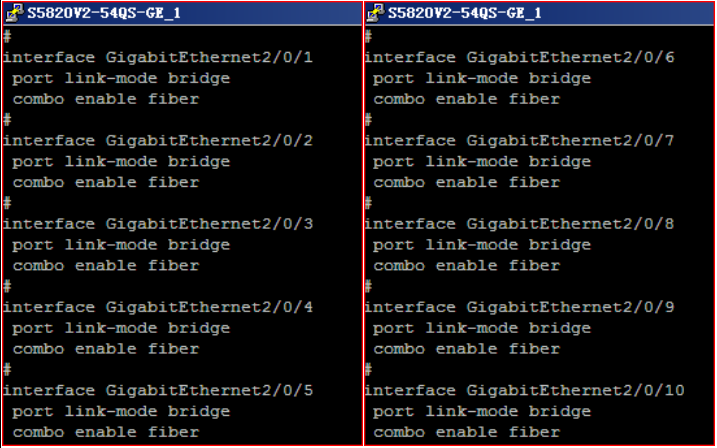 S5820V2-54QS-GE_1
#
interface GigabitEthernet2/0/1
 port link-mode bridge
 combo enable fiber
#
interface GigabitEthernet2/0/2
 port link-mode bridge
 combo enable fiber
#
interface GigabitEthernet2/0/3
 port link-mode bridge
 combo enable fiber
#
interface GigabitEthernet2/0/4
 port link-mode bridge
 combo enable fiber
#
interface GigabitEthernet2/0/5
 port link-mode bridge
 combo enable fiber
S5820V2-54QS-GE_1
#
interface GigabitEthernet2/0/6
 port link-mode bridge
 combo enable fiber
#
interface GigabitEthernet2/0/7
 port link-mode bridge
 combo enable fiber
#
interface GigabitEthernet2/0/8
 port link-mode bridge
 combo enable fiber
#
interface GigabitEthernet2/0/9
 port link-mode bridge
 combo enable fiber
#
interface GigabitEthernet2/0/10
 port link-mode bridge
 combo enable fiber